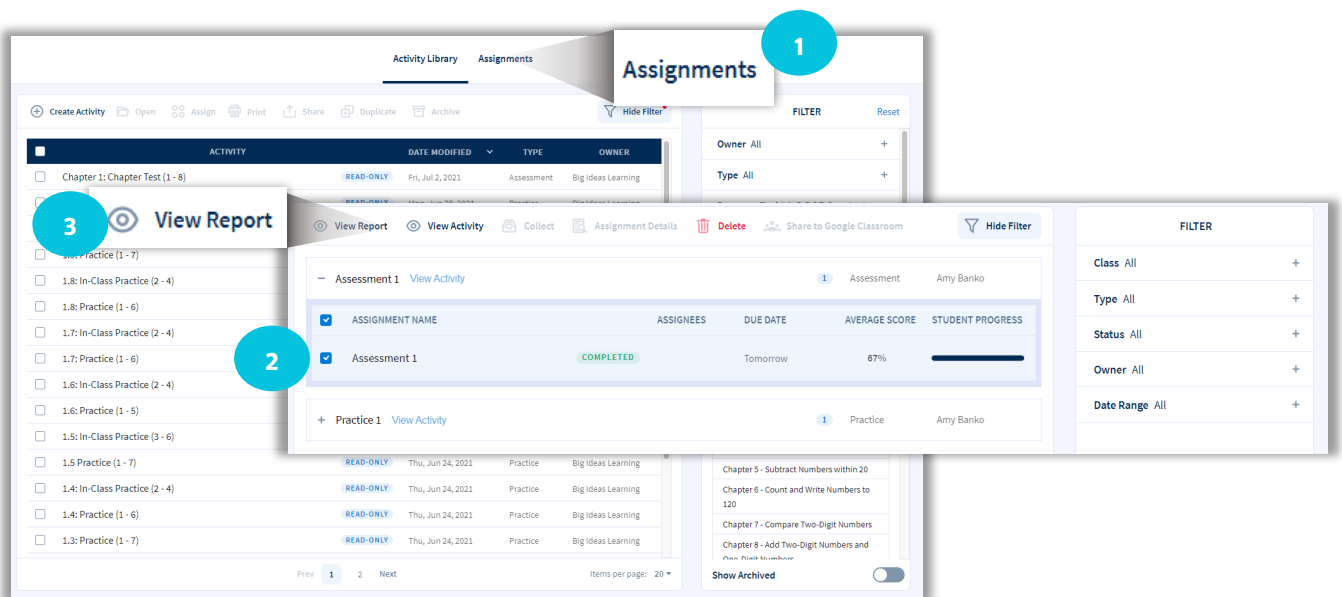 1
Activity Library Assignments
Assignments
Create Activity Open Assign Print Share Duplicate Archive Hide Filter
FILTER Reset
ACTIVITY DATE MODIFIED TYPE OWNER
Owner All +
Chapter 1: Chapter Test (1 - 8) READ-ONLY Fri, Jul 2, 2021 Assessment Big Ideas Learning
Type All +
3
View Report
View Report View Activity Collect Assignment Details Delete Share to Google Classroom Hide Filter
FILTER
Class All +
Type All +
Status All +
Owner All +
Date Range All +
− Assessment 1 View Activity 1 Assessment Amy Banko
ASSIGNMENT NAME ASSIGNEES DUE DATE AVERAGE SCORE STUDENT PROGRESS
2
Assessment 1 COMPLETED Tomorrow 67%
+ Practice 1 View Activity 1 Practice Amy Banko
1.8: In-Class Practice (2 - 4)
1.8: Practice (1 - 6)
1.7: In-Class Practice (2 - 4)
1.7: Practice (1 - 6)
1.6: In-Class Practice (2 - 4)
1.6: Practice (1 - 5)
1.5: In-Class Practice (3 - 6)
1.5 Practice (1 - 7) READ-ONLY Thu, Jun 24, 2021 Practice Big Ideas Learning
1.4: In-Class Practice (2 - 4) READ-ONLY Thu, Jun 24, 2021 Practice Big Ideas Learning
1.4: Practice (1 - 6) READ-ONLY Thu, Jun 24, 2021 Practice Big Ideas Learning
1.3: Practice (1 - 7) READ-ONLY Thu, Jun 24, 2021 Practice Big Ideas Learning
Chapter 5 - Subtract Numbers within 20
Chapter 6 - Count and Write Numbers to
120
Chapter 7 - Compare Two-Digit Numbers
Chapter 8 - Add Two-Digit Numbers and
Prev 1 2 Next Items per page: 20
Show Archived